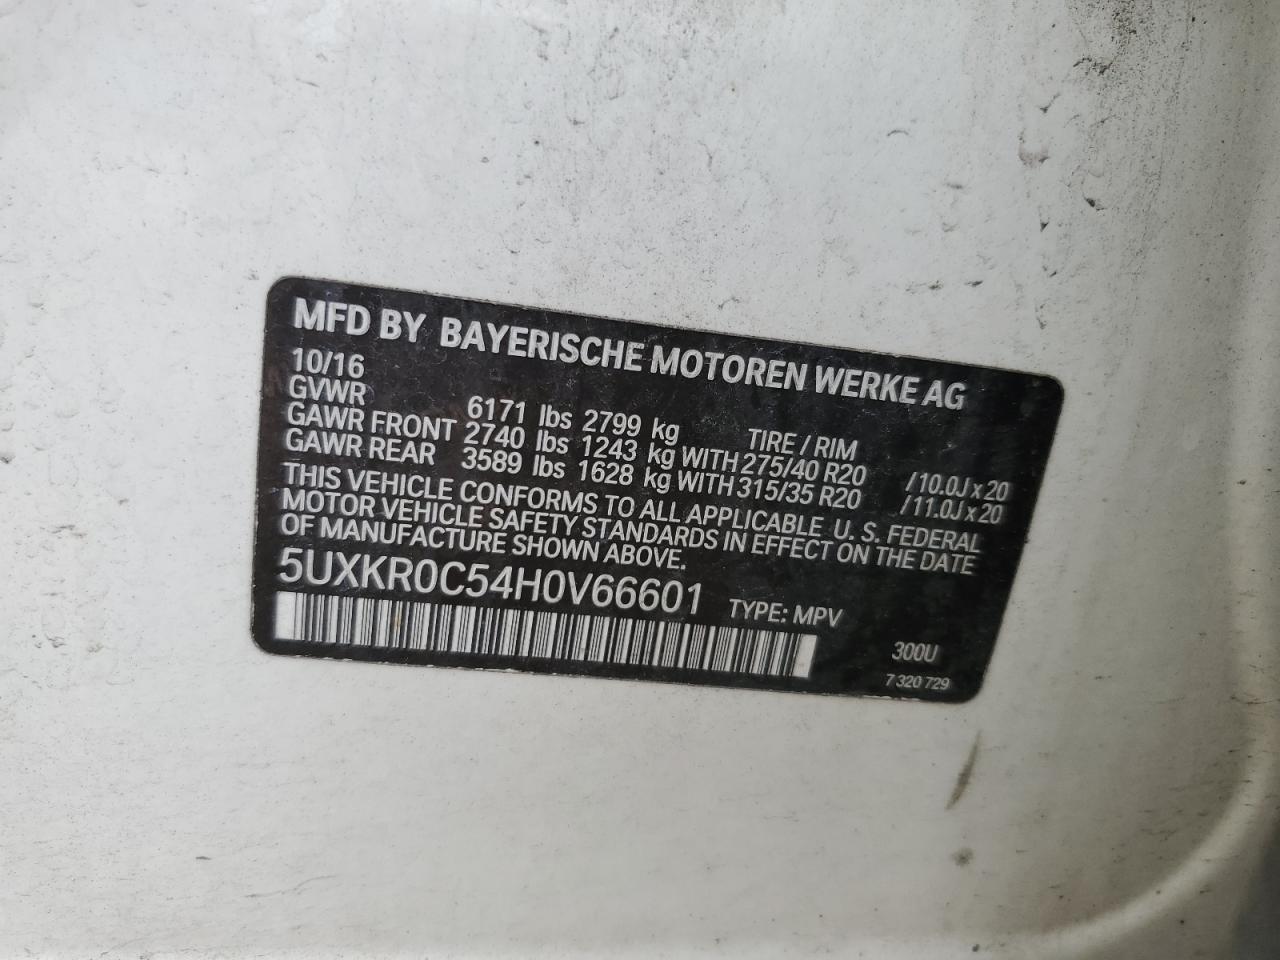 MFD BY BAYERISCHE MOTOREN WERKE AG
10/16
GVWR 6171 lbs 2799 kg TIRE / RIM
GAWR FRONT 2740 lbs 1243 kg WITH 275/40 R20 / 10.0J x 20
GAWR REAR 3589 lbs 1628 kg WITH 315/35 R20 / 11.0J x 20
THIS VEHICLE CONFORMS TO ALL APPLICABLE U. S. FEDERAL
MOTOR VEHICLE SAFETY STANDARDS IN EFFECT ON THE DATE
OF MANUFACTURE SHOWN ABOVE.
5UXKR0C54H0V66601 TYPE: MPV
300U
7 320 729